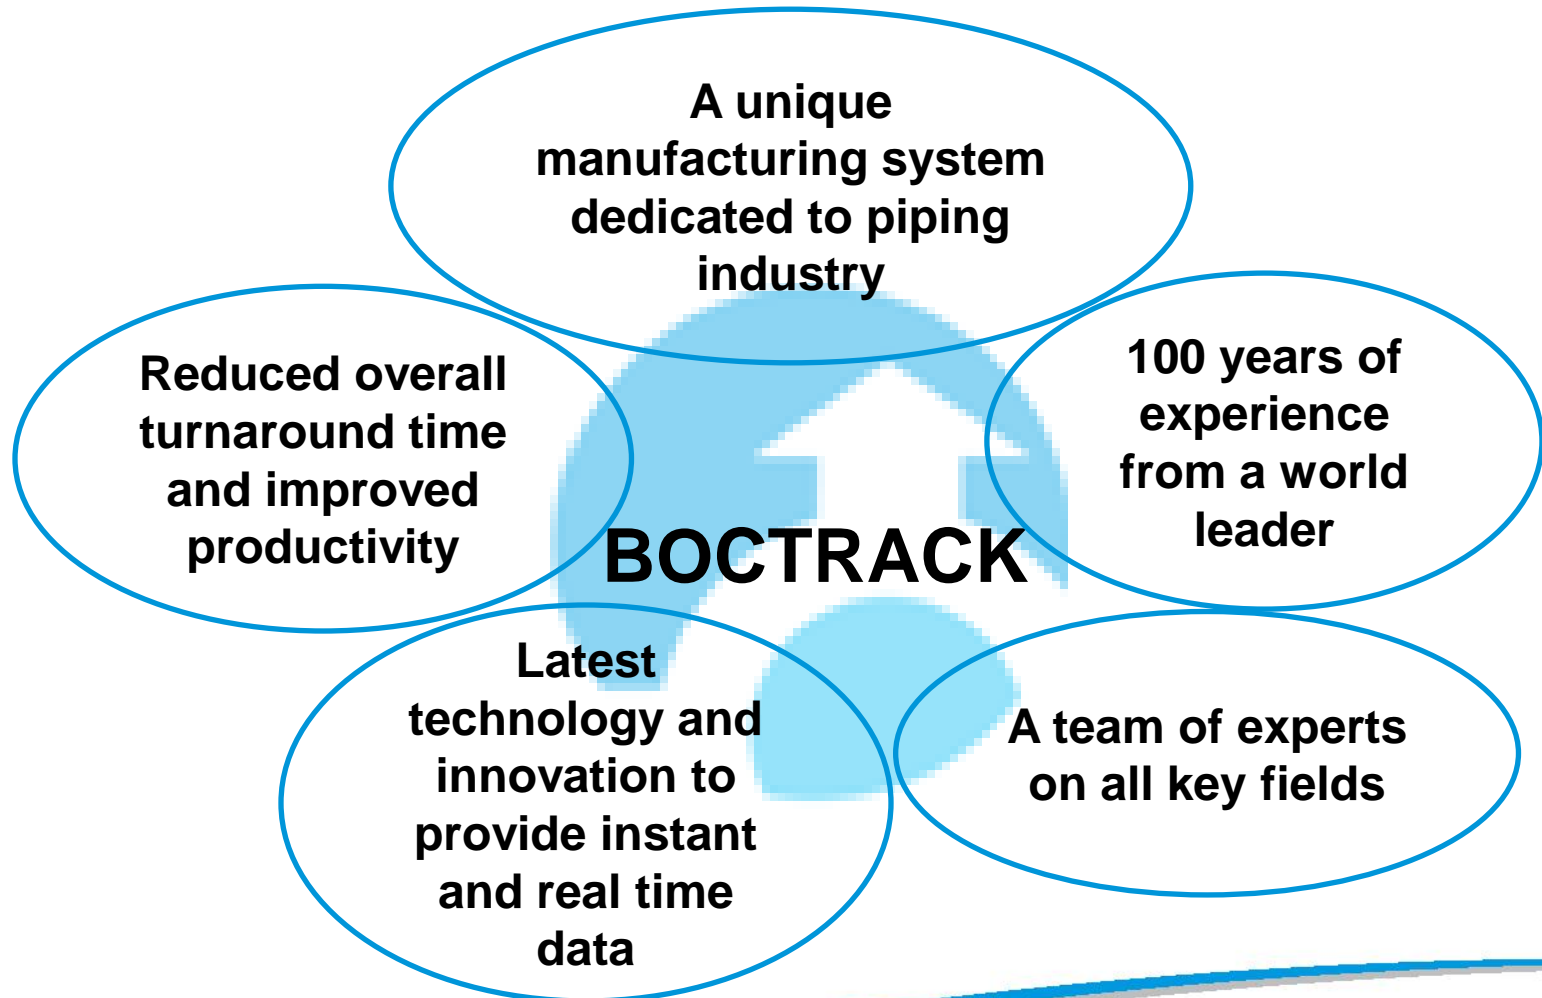 A unique
manufacturing system
dedicated to piping
industry
Reduced overall
turnaround time
and improved
productivity
100 years of
experience
from a world
leader
BOCTRACK
Latest
technology and
innovation to
provide instant
and real time
data
A team of experts
on all key fields